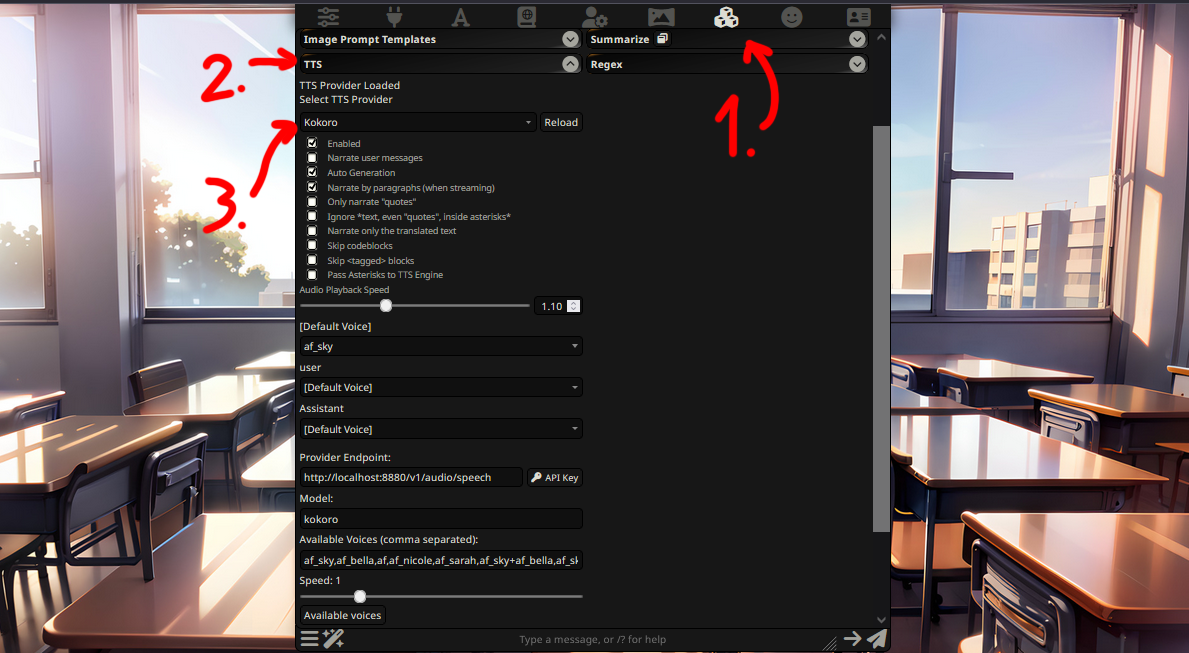 Image Prompt Templates
Summarize
2.
TTS
Regex
TTS Provider Loaded
Select TTS Provider
1.
Kokoro
Reload
Enabled
Narrate user messages
Auto Generation
3.
Narrate by paragraphs (when streaming)
Only narrate "quotes"
Ignore *text, even "quotes", inside asterisks*
Narrate only the translated text
Skip codeblocks
Skip <tagged> blocks
Pass Asterisks to TTS Engine
Audio Playback Speed
1.10
[Default Voice]
af_sky
user
[Default Voice]
Assistant
[Default Voice]
Provider Endpoint:
http://localhost:8880/v1/audio/speech
API Key
Model:
kokoro
Available Voices (comma separated):
af_sky,af_bella,af,af_nicole,af_sarah,af_sky+af_bella,af_sk
Speed: 1
Available voices
Type a message, or /? for help